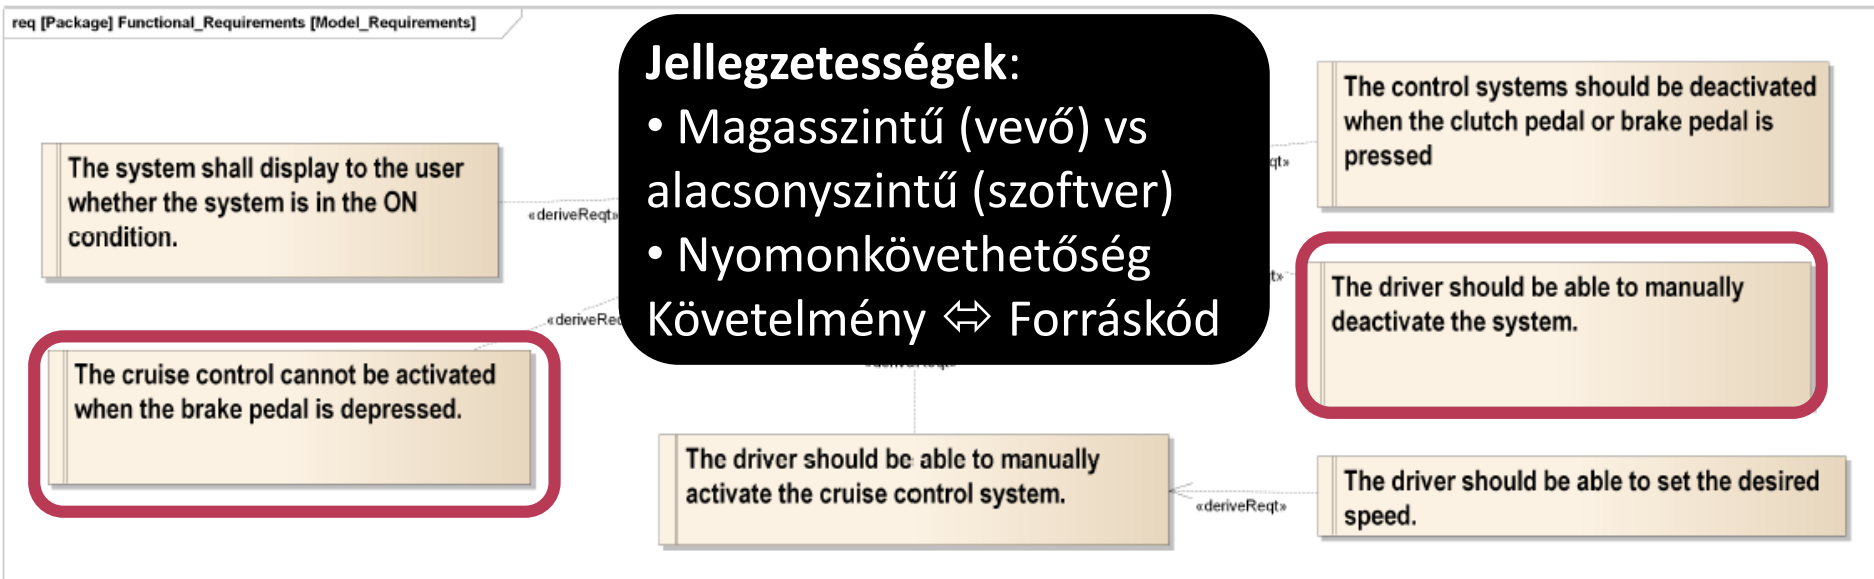 req [Package] Functional_Requirements [Model_Requirements]
Jellegzetességek:
• Magasszintű (vevő) vs
alacsonyszintű (szoftver)
• Nyomonkövethetőség
Követelmény ⬄ Forráskód
The system shall display to the user
whether the system is in the ON
condition.
«deriveReqt»
The control systems should be deactivated
when the clutch pedal or brake pedal is
pressed
The driver should be able to manually
deactivate the system.
The cruise control cannot be activated
when the brake pedal is depressed.
The driver should be able to manually
activate the cruise control system.
«deriveReqt»
The driver should be able to set the desired
speed.